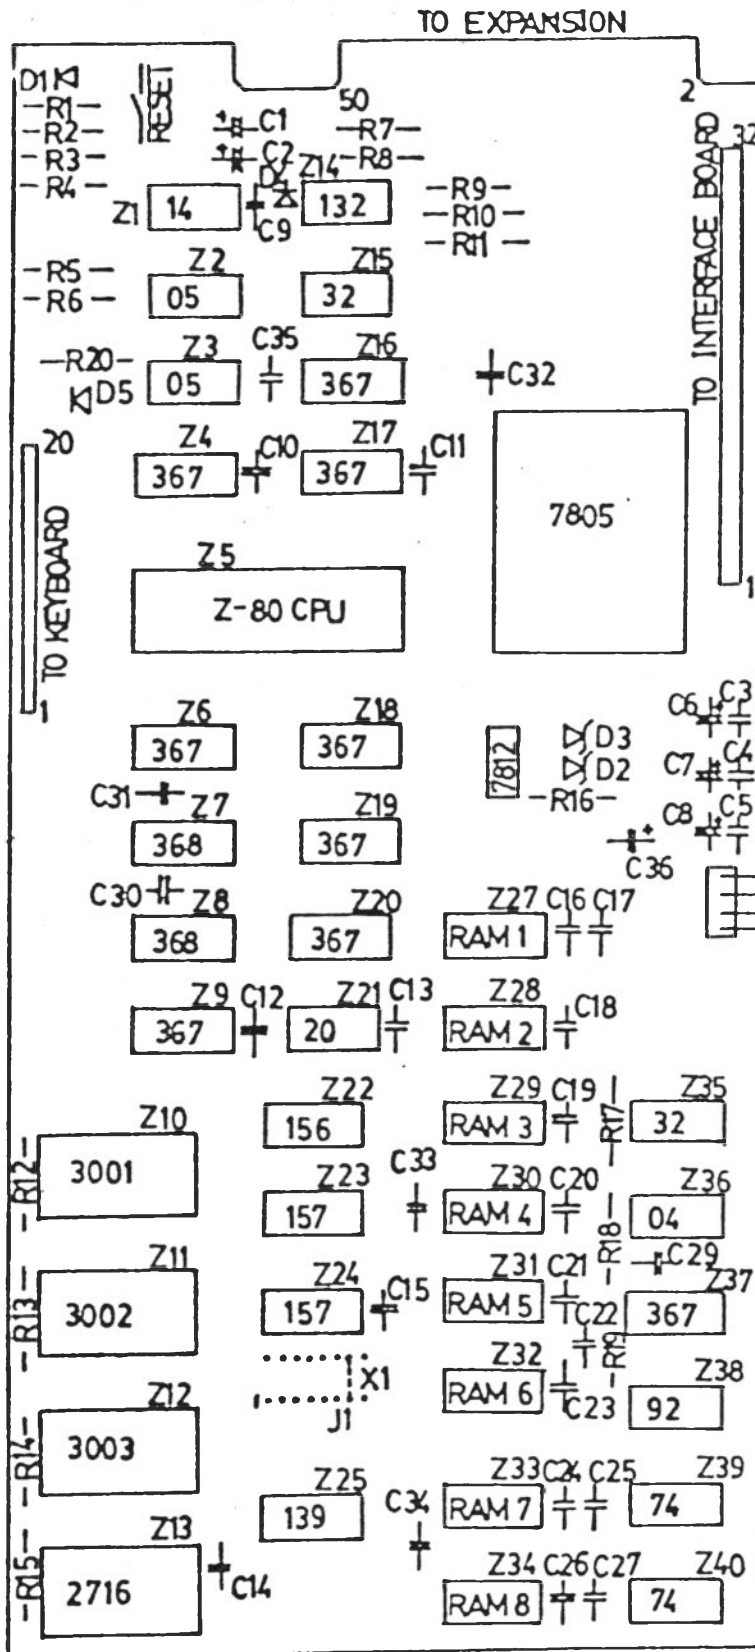 TO EXPANSION
D1
R1
R2
R3
R4
RESET
C1
C2
50
2
R7
R8
32
Z1
14
D4
C9
Z14
132
R9
R10
R11
TO INTERFACE BOARD
R5
R6
Z2
05
Z15
32
R20
D5
Z3
05
C35
Z16
367
C32
20
Z4
367
C10
Z17
367
C11
7805
TO KEYBOARD
Z5
Z-80 CPU
1
1
Z6
367
Z18
367
7812
D3
D2
R16
C6
C3
C7
C4
C8
C5
C31
Z7
368
Z19
367
C36
C30
Z8
368
Z20
367
Z27
RAM 1
C16
C17
Z9
367
C12
Z21
20
C13
Z28
RAM 2
C18
Z22
156
Z29
RAM 3
C19
R17
Z35
32
R12
Z10
3001
Z23
157
C33
Z30
RAM 4
C20
R18
Z36
04
C29
R13
Z11
3002
Z24
157
C15
Z31
RAM 5
C21
C22
R19
Z37
367
X1
J1
Z32
RAM 6
C23
Z38
92
R14
Z12
3003
Z25
139
C34
Z33
RAM 7
C24
C25
Z39
74
R15
Z13
2716
C14
Z34
RAM 8
C26
C27
Z40
74